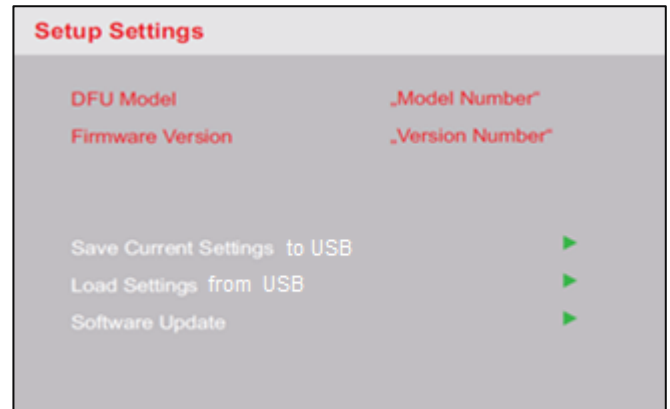 Setup Settings
DFU Model „Model Number“
Firmware Version „Version Number“
Save Current Settings to USB
Load Settings from USB
Software Update